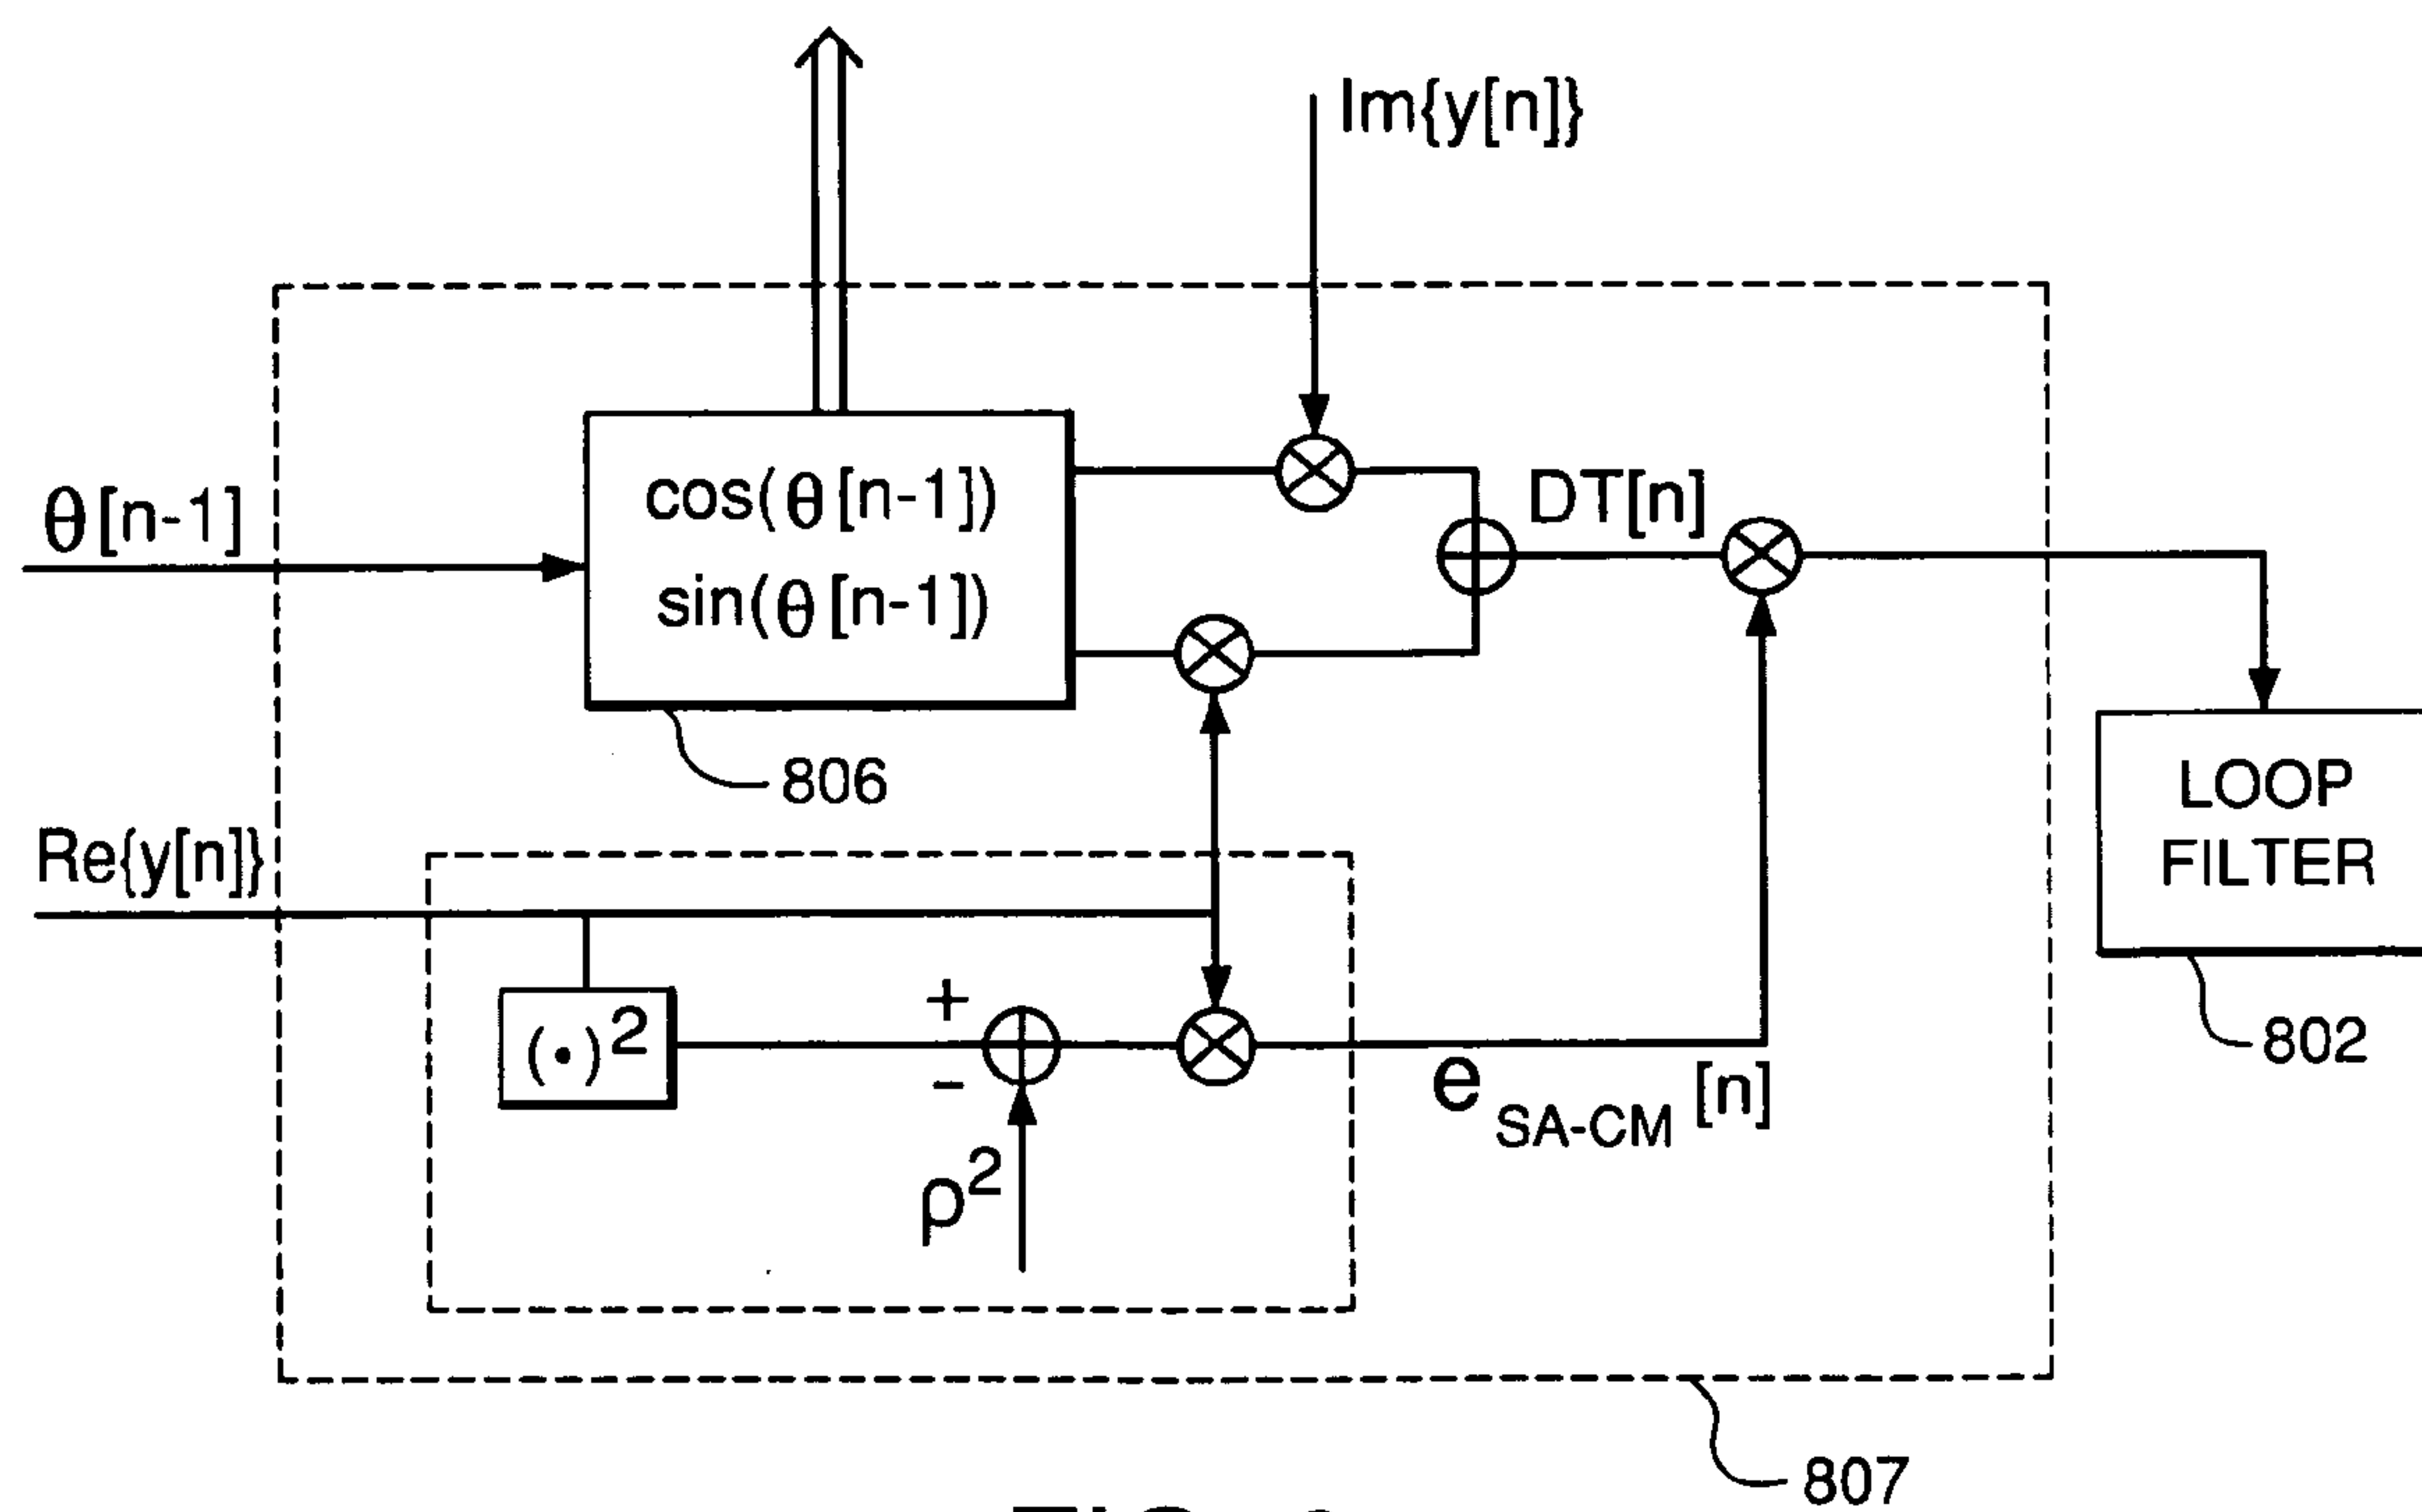 Im{y[n]}
θ[n-1]
cos(θ[n-1])
sin(θ[n-1])
DT[n]
806
Re{y[n]}
LOOP
FILTER
802
(•)²
+
-
ρ²
e SA-CM [n]
807